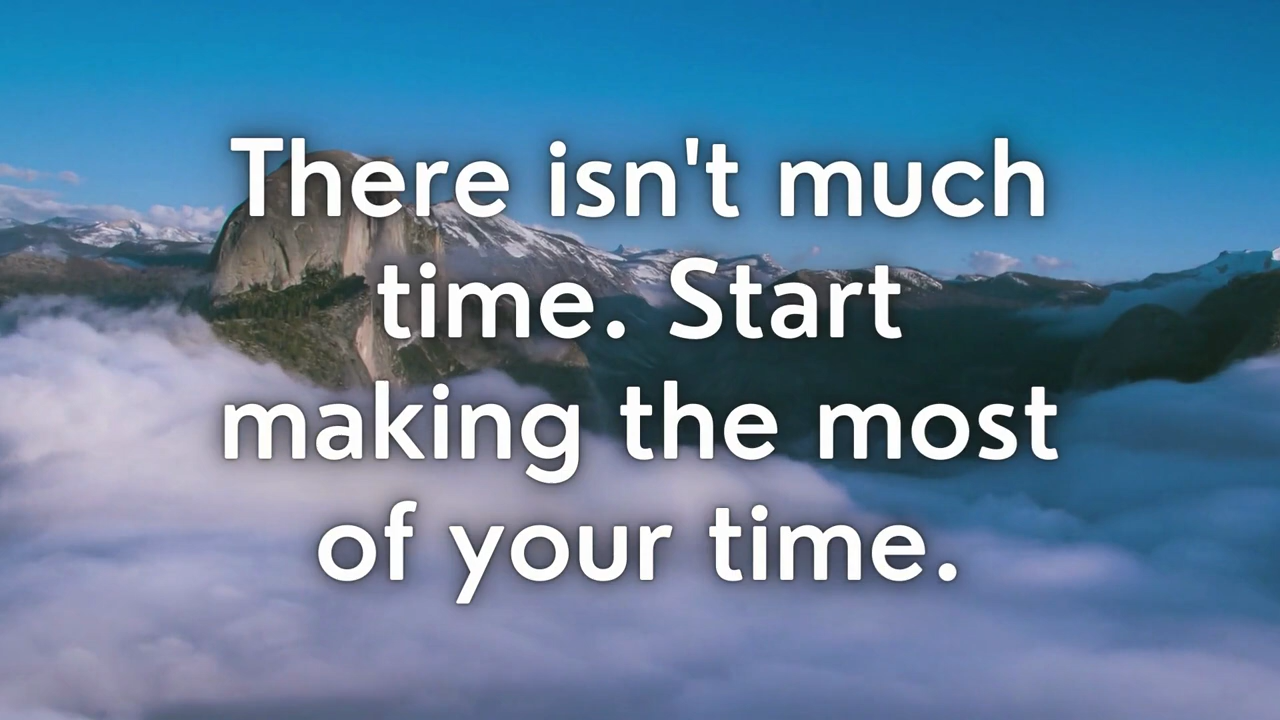 There isn't much
time. Start
making the most
of your time.